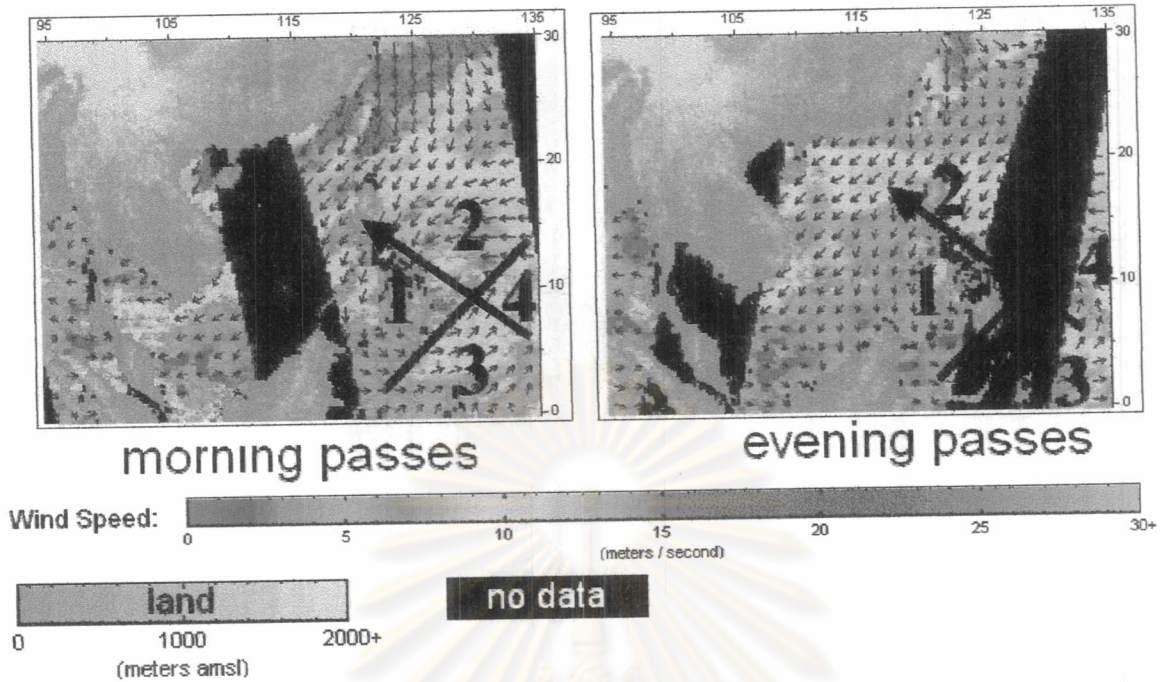 95 105 115 125 135
30
20
10
0
2
1
4
3
morning passes
95 105 115 125 135
30
20
10
0
2
4
1
3
evening passes
Wind Speed:
0 5 10 15 20 25 30+
(meters / second)
land
0 1000 2000+
(meters amsl)
no data